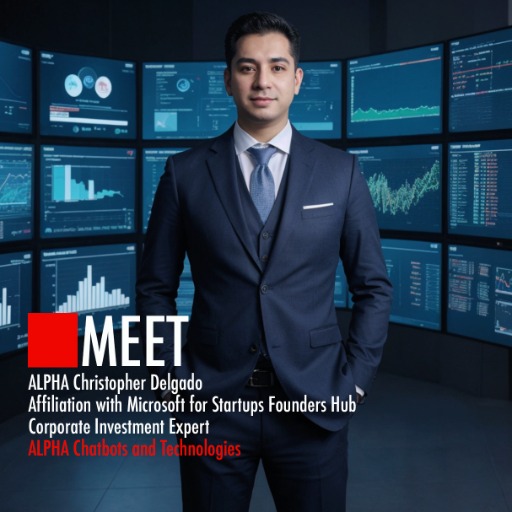 MEET
ALPHA Christopher Delgado
Affiliation with Microsoft for Startups Founders Hub
Corporate Investment Expert
ALPHA Chatbots and Technologies